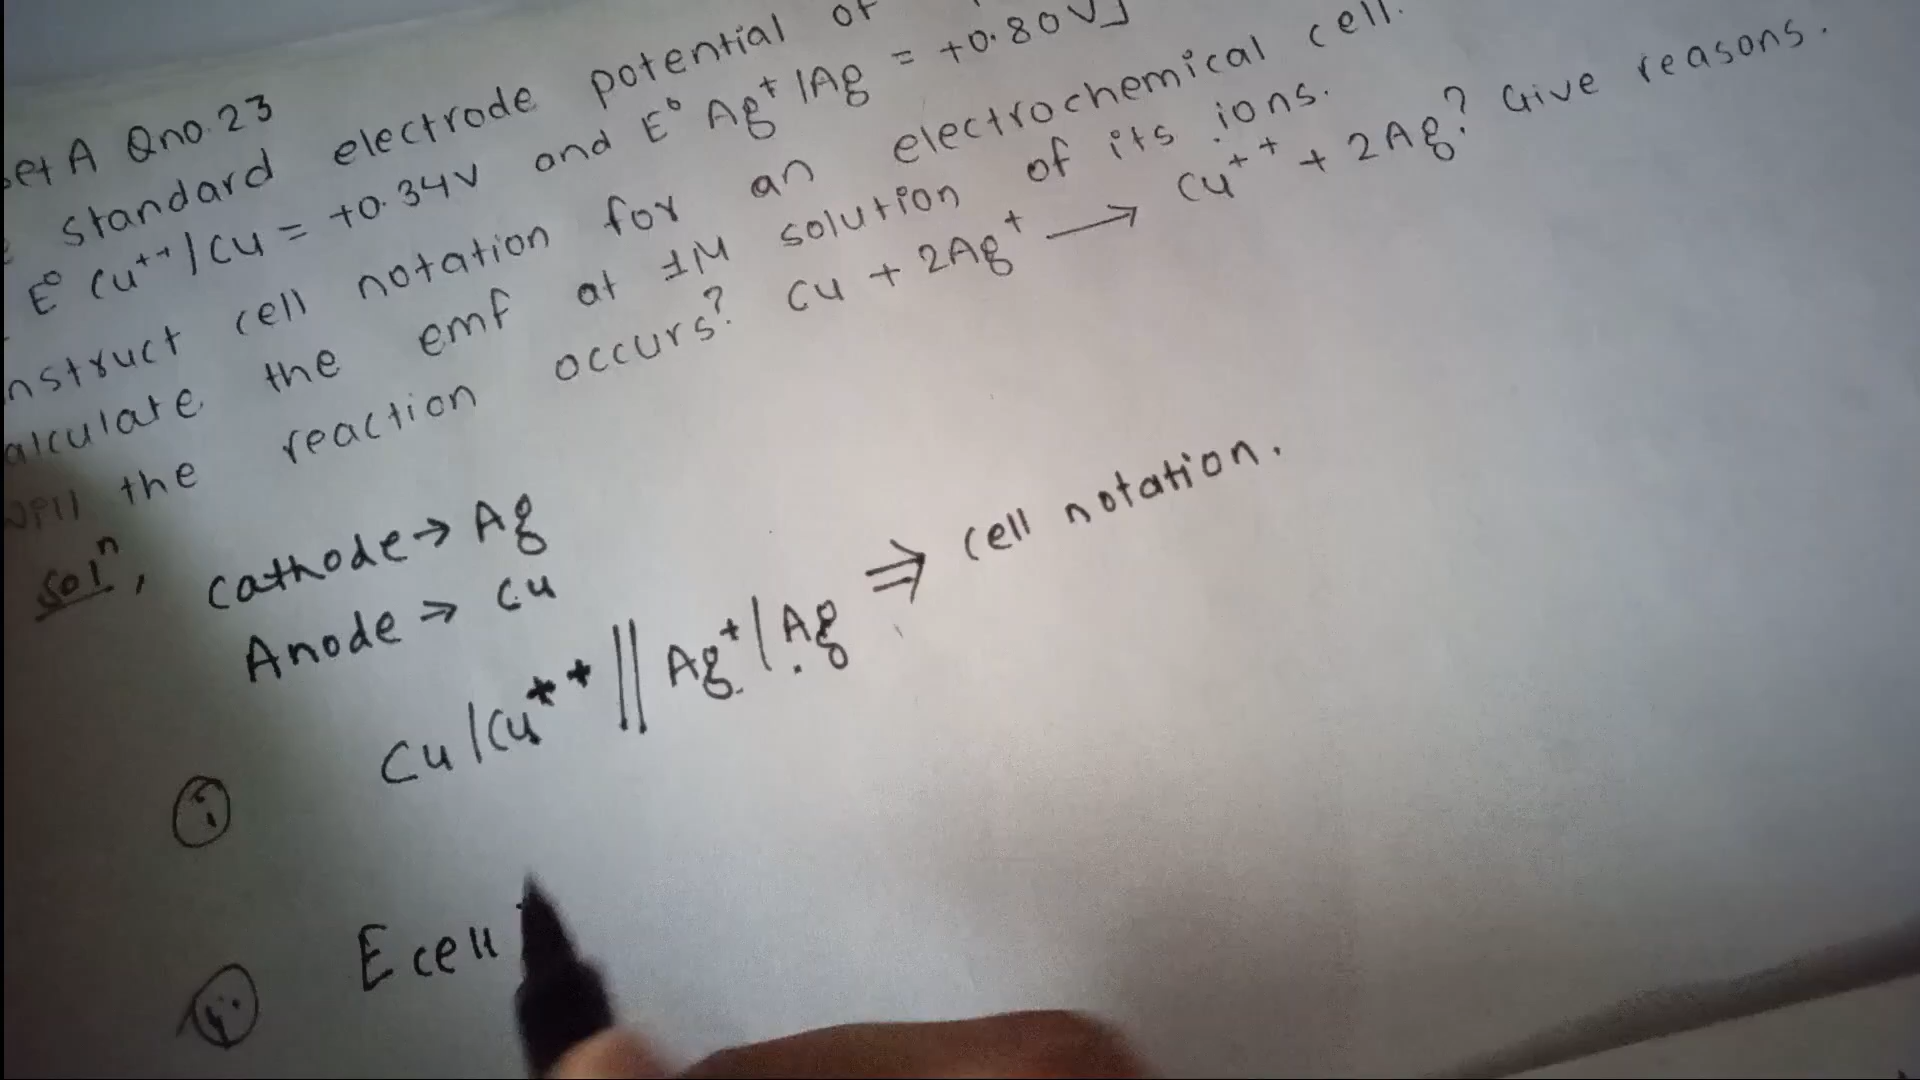 et A Qno. 23
standard electrode potential of
E° Cu⁺⁺/Cu = +0.34V and E° Ag⁺/Ag = +0.80V]
nstruct cell notation for an electrochemical cell.
alculate the emf at 1M solution of its ions.
will the reaction occurs? Cu + 2Ag⁺ → Cu⁺⁺ + 2Ag? Give reasons.
Solⁿ, Cathode → Ag
Anode → Cu
(i) Cu/Cu⁺⁺ || Ag⁺/Ag ⇒ cell notation.
(ii) E cell